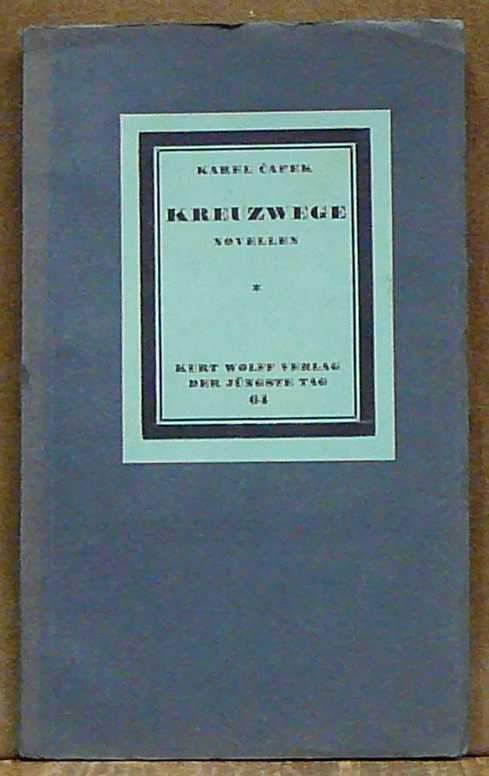 KAREL ČAPEK
KREUZWEGE
NOVELLEN
*
KURT WOLFF VERLAG
DER JÜNGSTE TAG
64